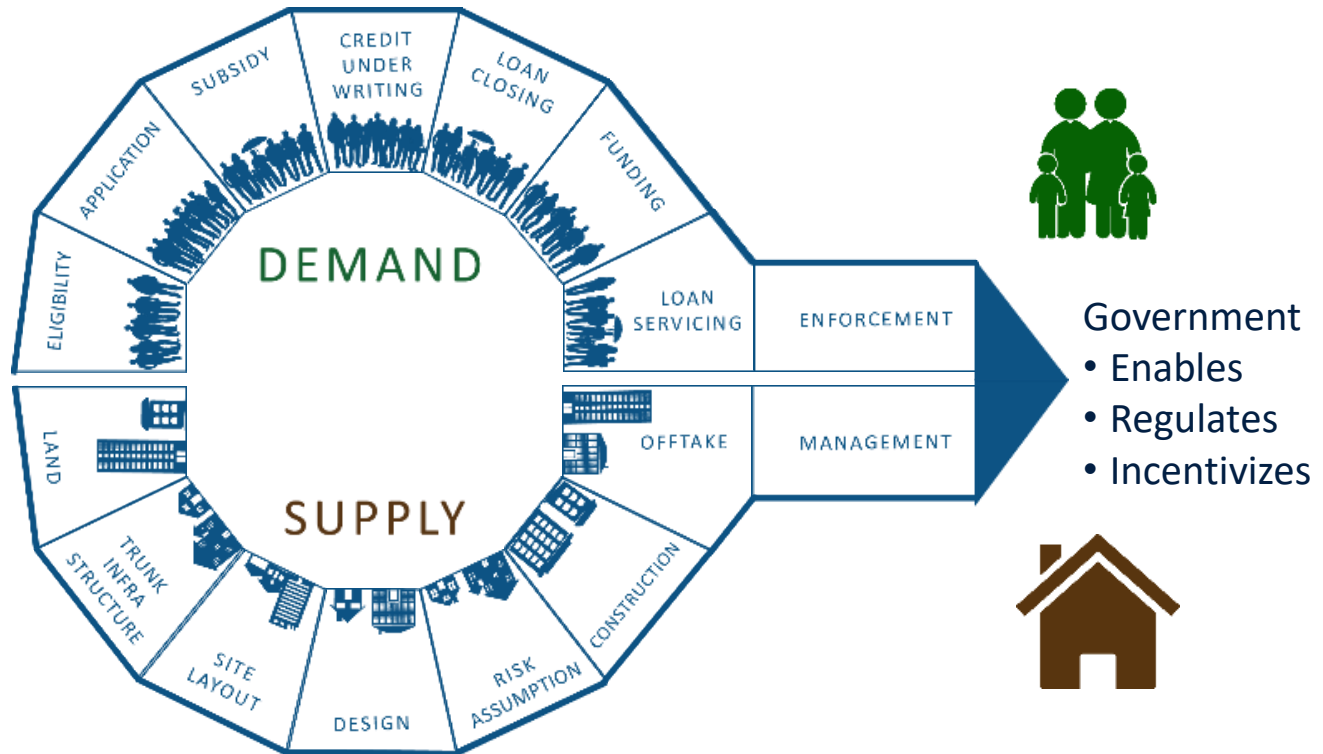 ELIGIBILITY
APPLICATION
SUBSIDY
CREDIT
UNDER
WRITING
LOAN
CLOSING
FUNDING
LOAN
SERVICING
ENFORCEMENT
DEMAND
SUPPLY
LAND
TRUNK
INFRA
STRUCTURE
SITE
LAYOUT
DESIGN
RISK
ASSUMPTION
CONSTRUCTION
OFFTAKE
MANAGEMENT
Government
• Enables
• Regulates
• Incentivizes